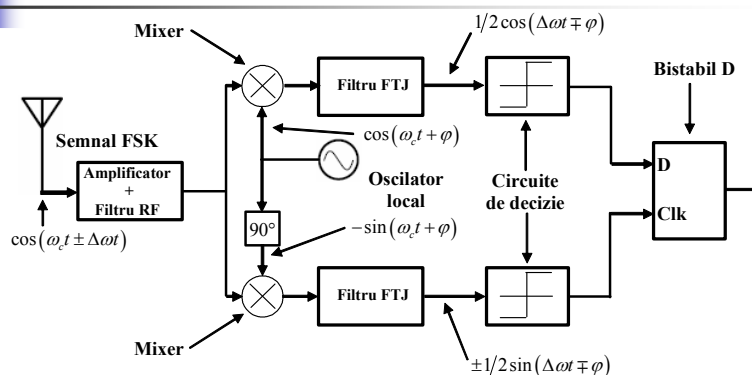 1/2 cos(Δωt ∓ φ)
Mixer
Filtru FTJ
Bistabil D
Semnal FSK
cos(ω_c t + φ)
Amplificator
+
Filtru RF
Oscilator
local
Circuite
de decizie
D
Clk
cos(ω_c t ± Δωt)
90°
−sin(ω_c t + φ)
Filtru FTJ
Mixer
±1/2 sin(Δωt ∓ φ)